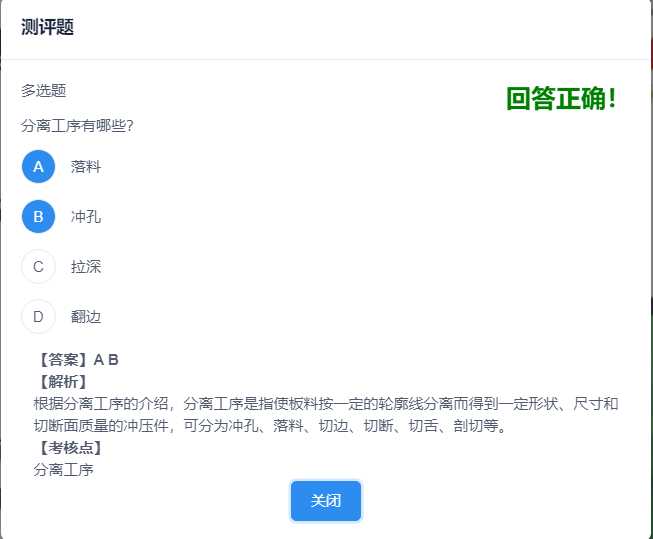 测评题
多选题
回答正确！
分离工序有哪些？
A 落料
B 冲孔
C 拉深
D 翻边
【答案】A B
【解析】
根据分离工序的介绍，分离工序是指使板料按一定的轮廓线分离而得到一定形状、尺寸和
切断面质量的冲压件，可分为冲孔、落料、切边、切断、切舌、剖切等。
【考核点】
分离工序
关闭